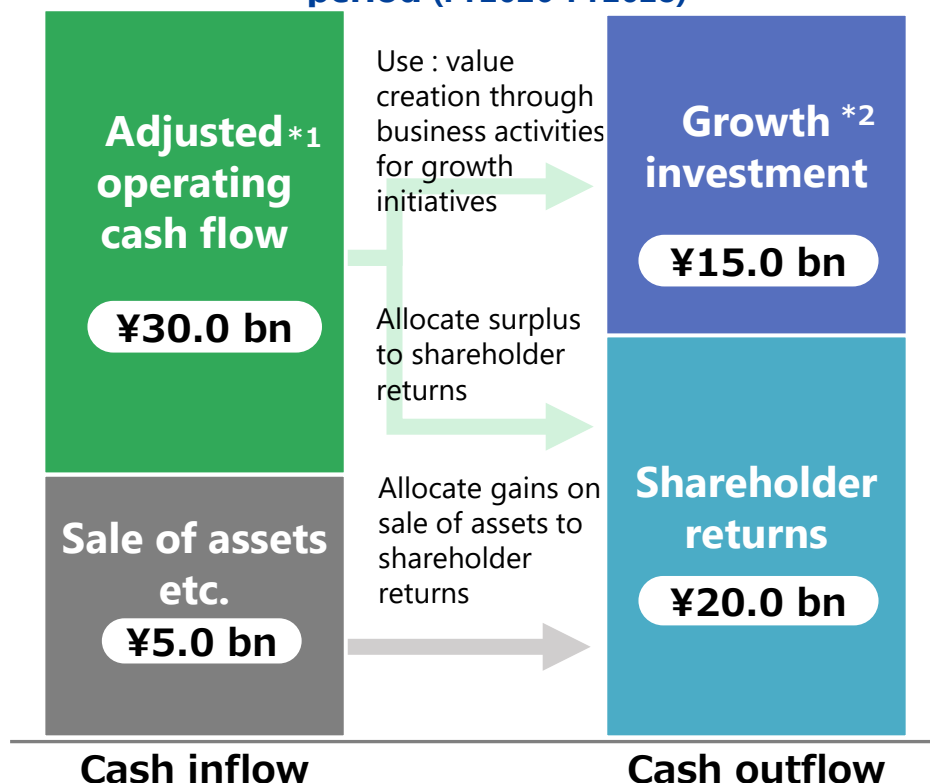 Adjusted *1
operating
cash flow
¥30.0 bn
Sale of assets
etc.
¥5.0 bn
Use : value
creation through
business activities
for growth
initiatives
Allocate surplus
to shareholder
returns
Allocate gains on
sale of assets to
shareholder
returns
Growth *2
investment
¥15.0 bn
Shareholder
returns
¥20.0 bn
Cash inflow
Cash outflow